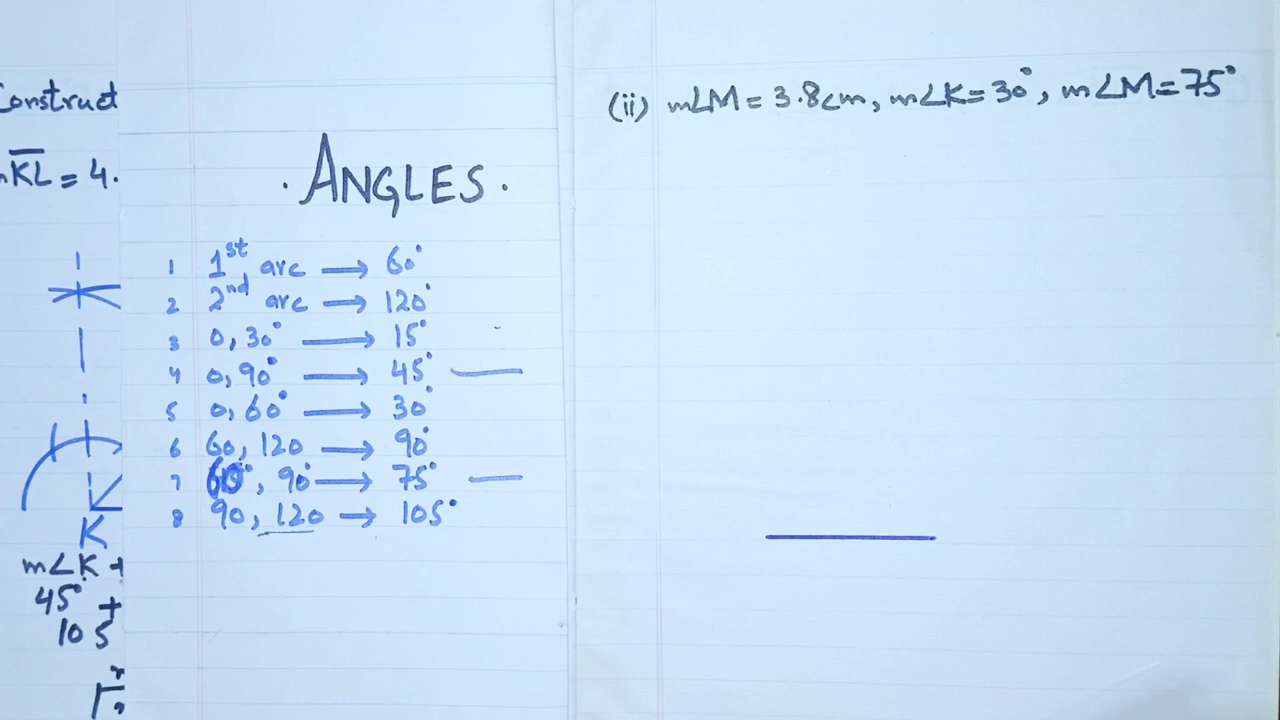 Construct
KL = 4.
K
m∠K +
45° +
105
. ANGLES .
1 1st arc → 60°
2 2nd arc → 120°
3 0, 30° → 15°
4 0, 90° → 45°
5 0, 60° → 30°
6 60, 120 → 90°
7 60°, 90° → 75°
8 90, 120 → 105°
(ii) mLM = 3.8cm, m∠K = 30°, m∠M = 75°